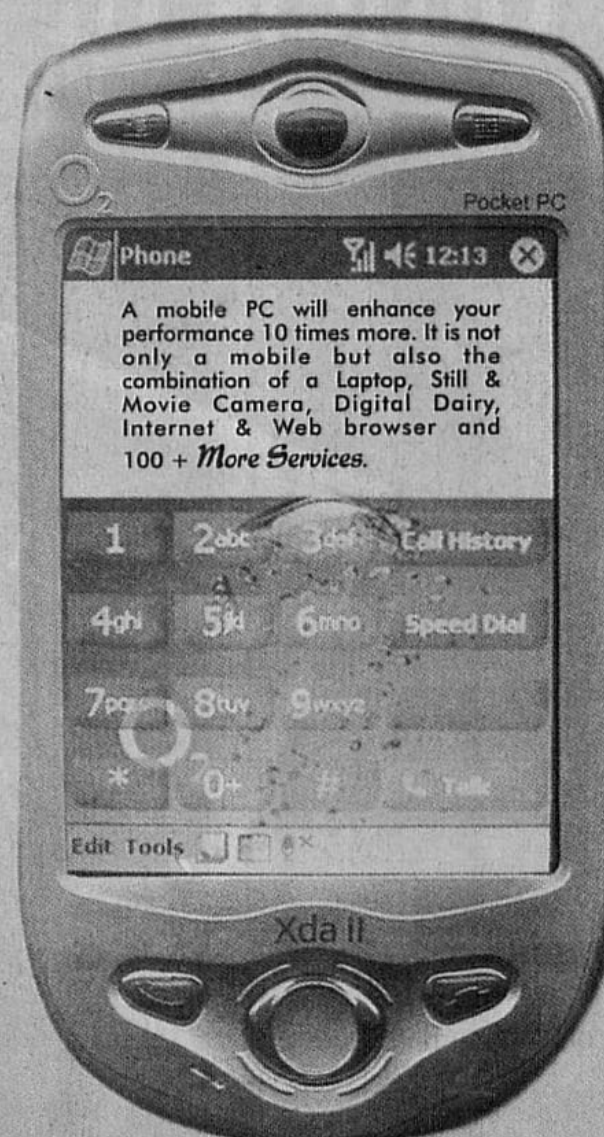 O2
Pocket PC
Phone 12:13
A mobile PC will enhance your
performance 10 times more. It is not
only a mobile but also the
combination of a Laptop, Still &
Movie Camera, Digital Dairy,
Internet & Web browser and
100 + More Services.
1 2abc 3def Call History
4ghi 5jkl 6mno Speed Dial
7pqrs 8tuv 9wxyz
* 0+ # Talk
Edit Tools
Xda II